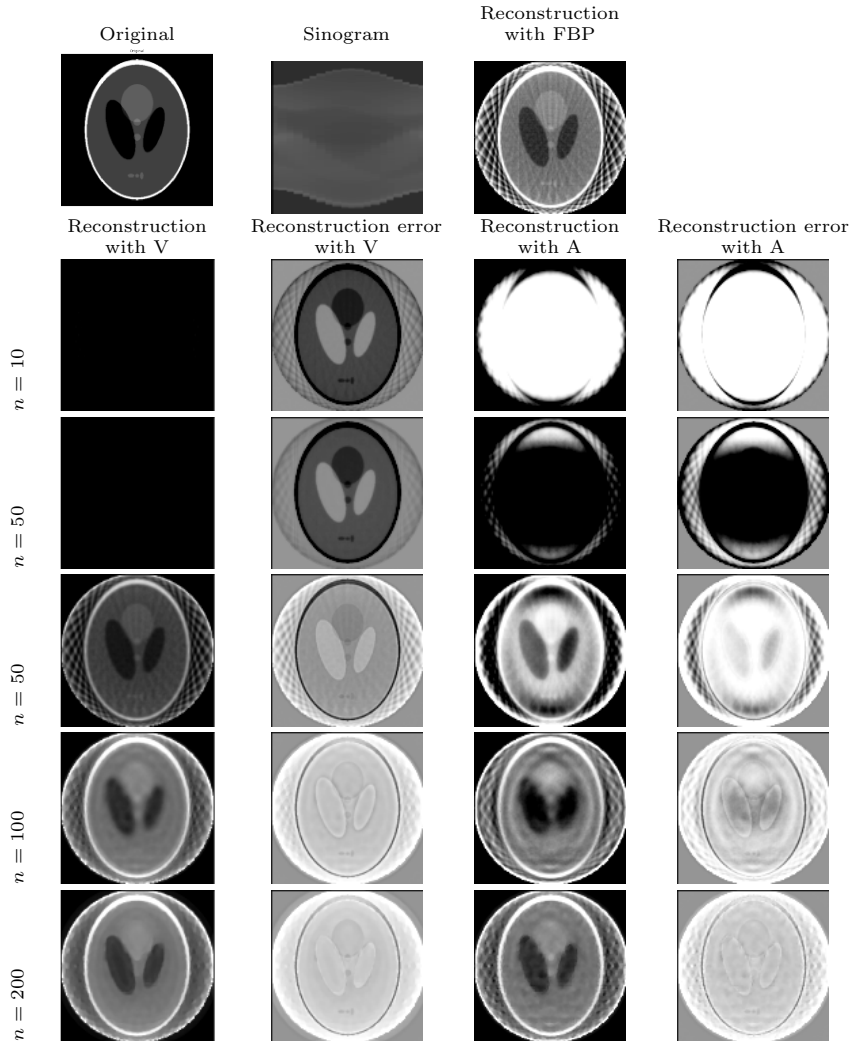 Reconstruction
Original
Sinogram
with FBP
Original
Reconstruction
with V
Reconstruction error
with V
Reconstruction
with A
Reconstruction error
with A
n = 10
n = 50
n = 50
n = 100
n = 200